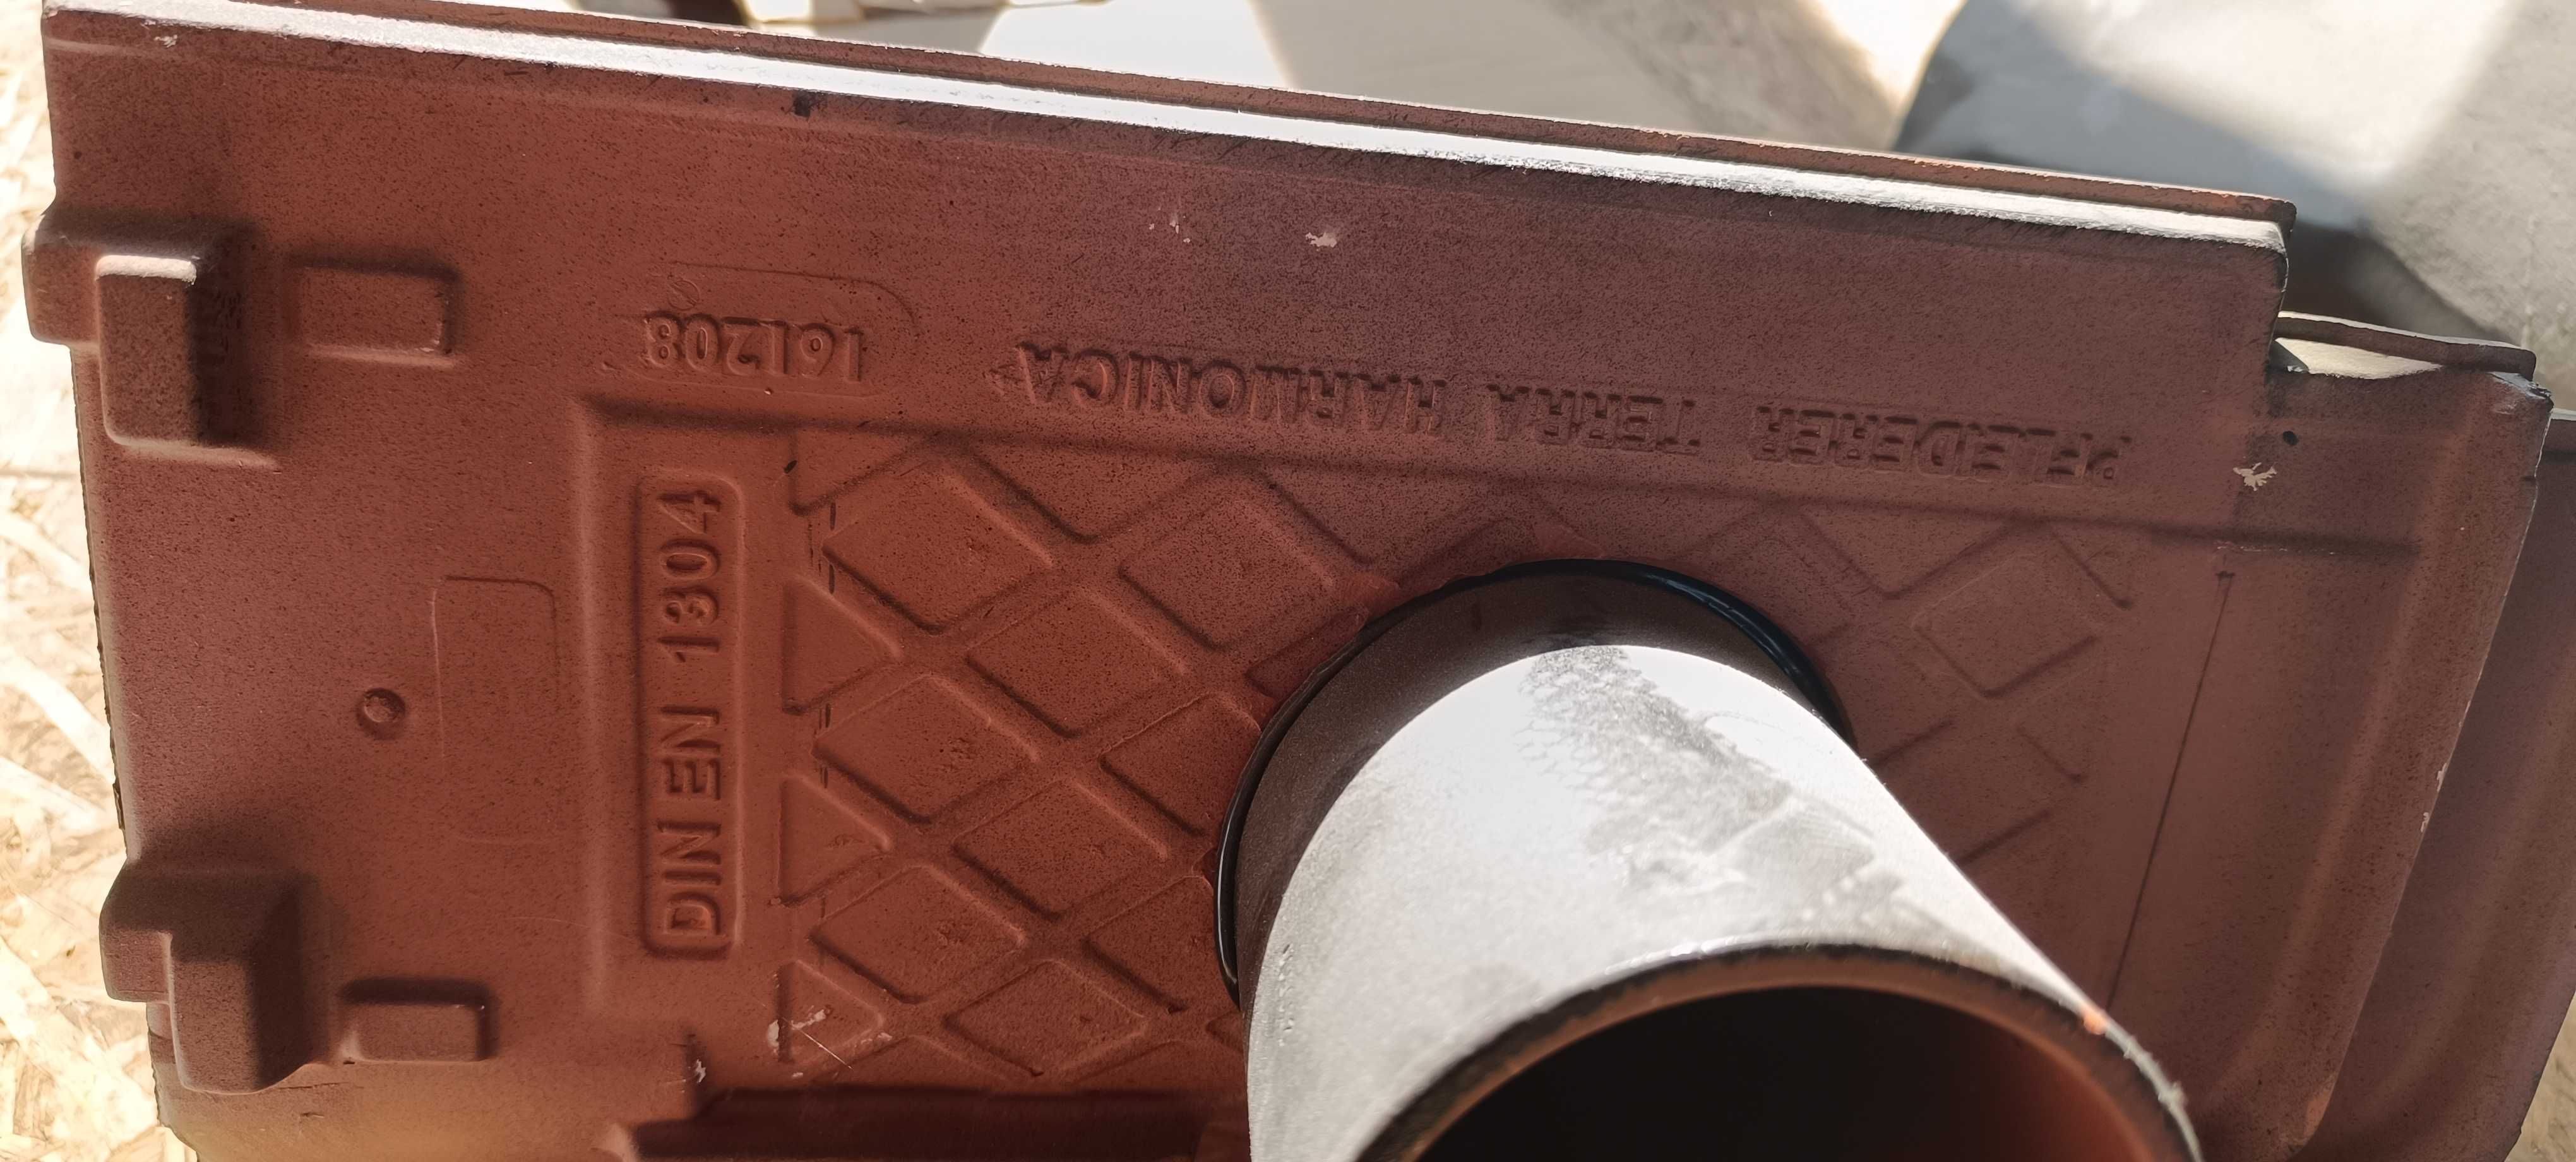 PFLEIDERER TERRA HARMONICA
161208
DIN EN 1304